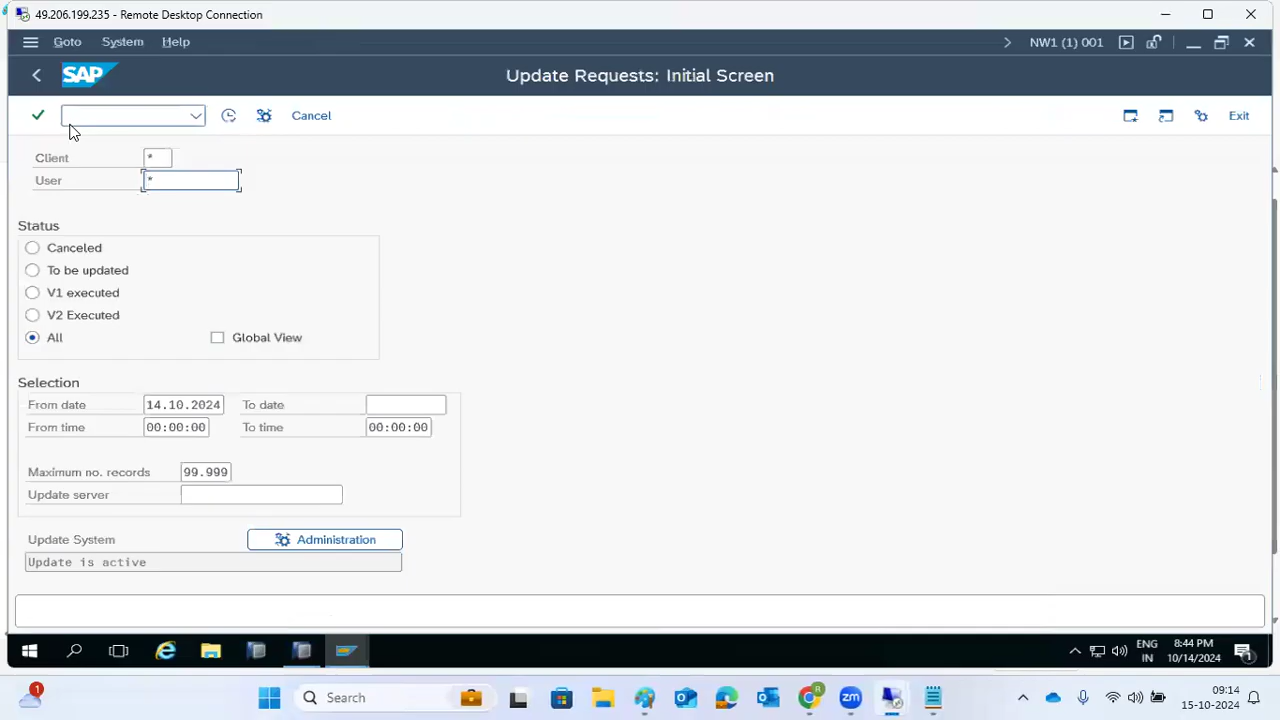 49.206.199.235 - Remote Desktop Connection
Goto System Help NW1 (1) 001
SAP Update Requests: Initial Screen
Cancel Exit
Client *
User *
Status
Canceled
To be updated
V1 executed
V2 Executed
All Global View
Selection
From date 14.10.2024 To date
From time 00:00:00 To time 00:00:00
Maximum no. records 99.999
Update server
Update System Administration
Update is active
ENG 8:44 PM
IN 10/14/2024 1
1 Search 09:14
15-10-2024